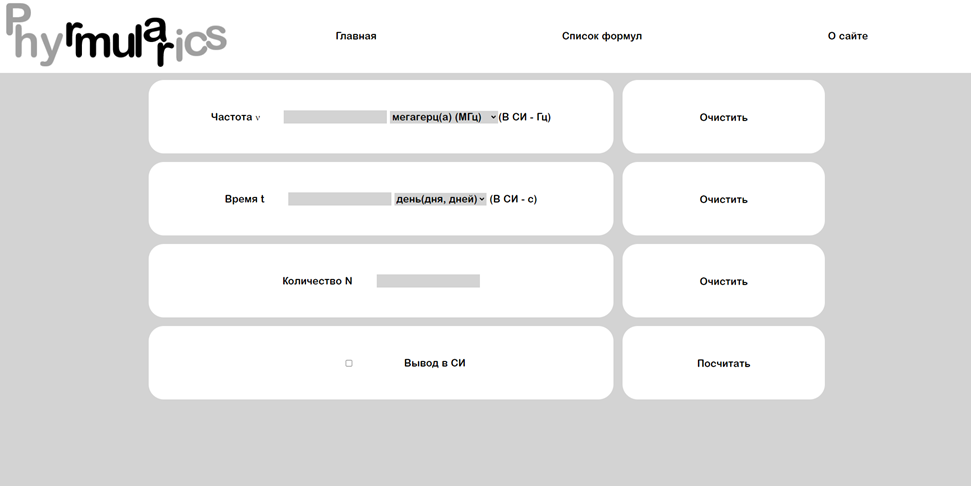 Phyrmularics
Главная Список формул О сайте
Частота ν мегагерц(а) (МГц) (В СИ - Гц) Очистить
Время t день(дня, дней) (В СИ - с) Очистить
Количество N Очистить
Вывод в СИ Посчитать